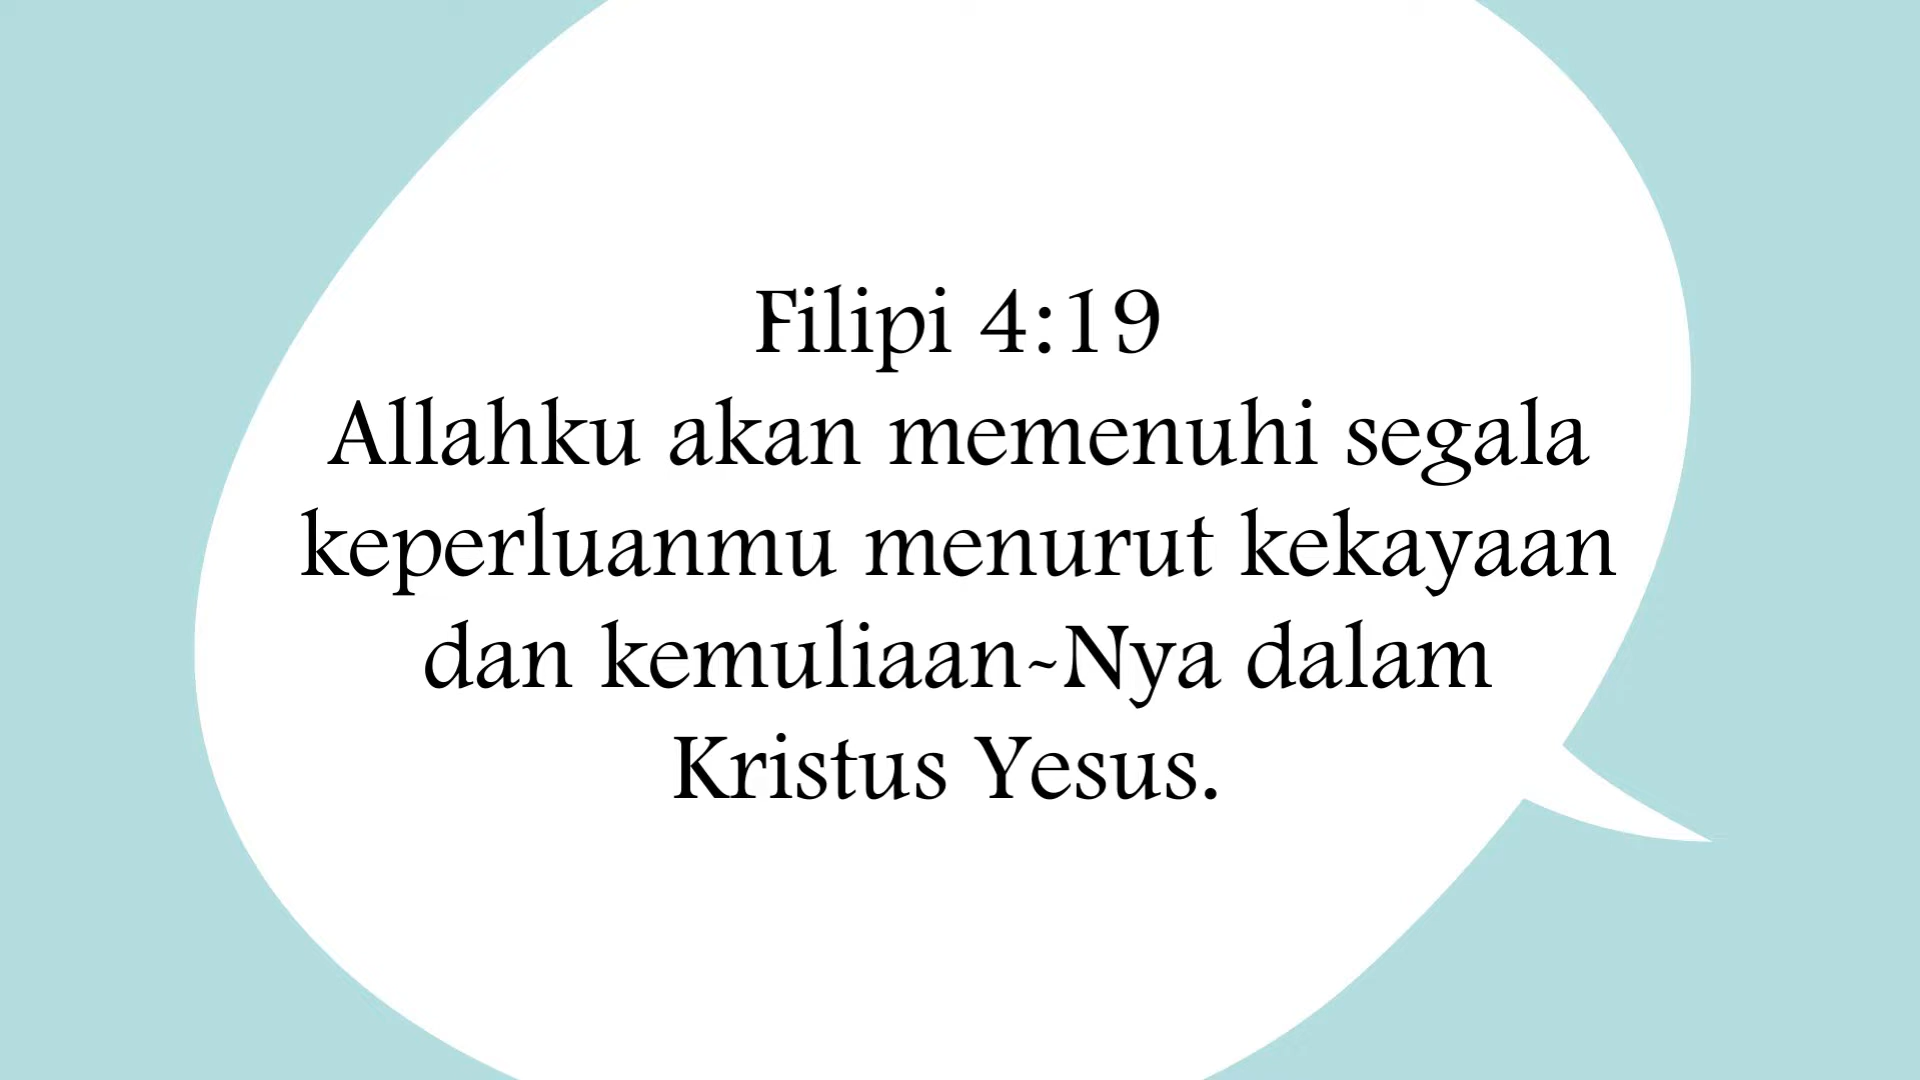 Filipi 4:19
Allahku akan memenuhi segala
keperluanmu menurut kekayaan
dan kemuliaan-Nya dalam
Kristus Yesus.